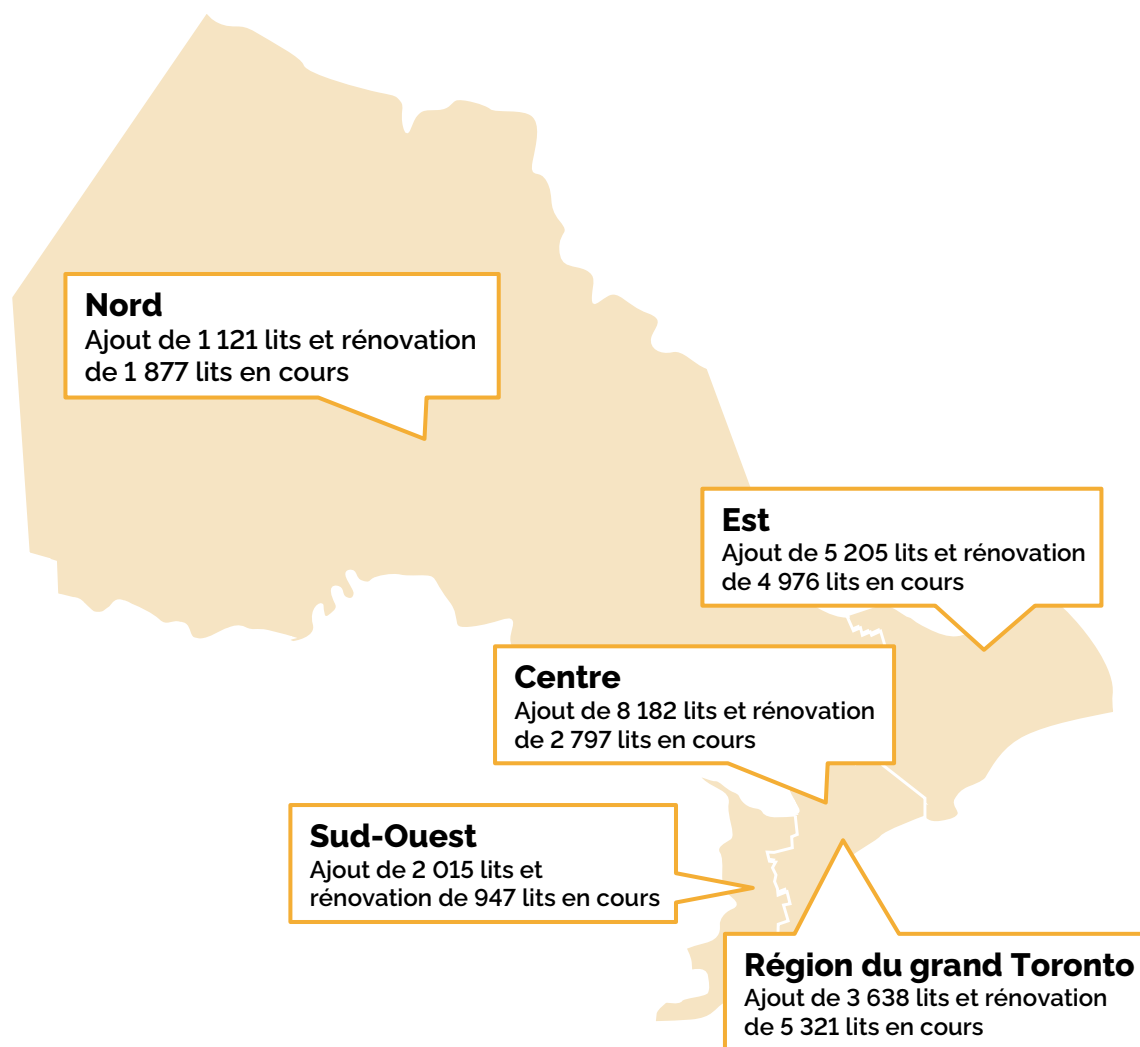 Nord
Ajout de 1 121 lits et rénovation
de 1 877 lits en cours
Est
Ajout de 5 205 lits et rénovation
de 4 976 lits en cours
Centre
Ajout de 8 182 lits et rénovation
de 2 797 lits en cours
Sud-Ouest
Ajout de 2 015 lits et
rénovation de 947 lits en cours
Région du grand Toronto
Ajout de 3 638 lits et rénovation
de 5 321 lits en cours